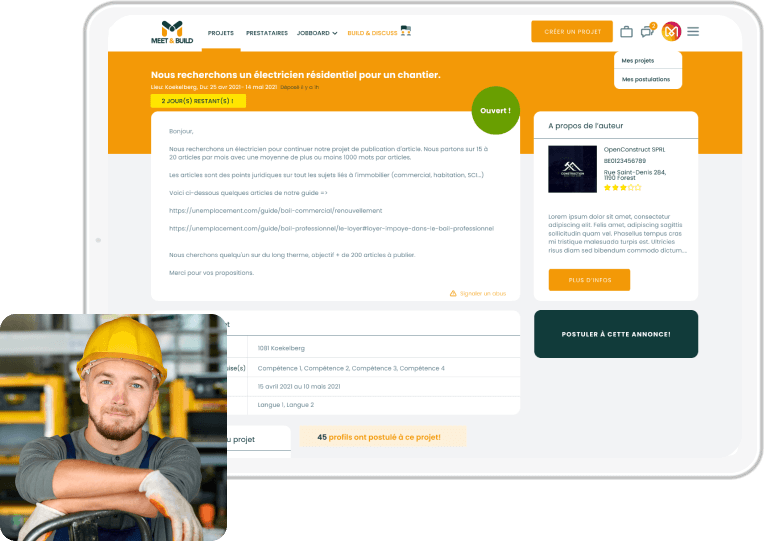 MEET & BUILD
PROJETS
PRESTATAIRES
JOBBOARD
BUILD & DISCUSS
CRÉER UN PROJET
2
Mes projets
Mes postulations
Nous recherchons un électricien résidentiel pour un chantier.
Lieu: Koekelberg, Du: 25 avr 2021- 14 mai 2021 Déposé il y a 1h
2 JOUR(S) RESTANT(S) !
Ouvert !
Bonjour,
Nous recherchons un électricien pour continuer notre projet de publication d'article. Nous partons sur 15 à
20 articles par mois avec une moyenne de plus ou moins 1000 mots par articles.
Les articles sont des points juridiques sur tout les sujets liés à l'immobilier (commercial, habitation, SCI...)
Voici ci-dessous quelques articles de notre guide =>
https://unemplacement.com/guide/bail-commercial/renouvellement
https://unemplacement.com/guide/bail-professionnel/le-loyer#loyer-impaye-dans-le-bail-professionnel
Nous cherchons quelqu'un sur du long therme, objectif + de 200 articles à publier.
Merci pour vos propositions.
Signaler un abus
A propos de l'auteur
CONSTRUCTION
OpenConstruct SPRL
BE0123456789
Rue Saint-Denis 284,
1190 Forest
Lorem ipsum dolor sit amet, consectetur
adipiscing elit. Felis amet, adipiscing sagittis
sollicitudin quam vel. Phasellus tempus cras
mi tristique malesuada turpis est. Ultricies
risus diam sed bibendum commodo dictum...
PLUS D'INFOS
POSTULER À CETTE ANNONCE!
et
1081 Koekelberg
uise(s)
Compétence 1, Compétence 2, Compétence 3, Compétence 4
15 avril 2021 au 10 mais 2021
Langue 1, Langue 2
u projet
45 profils ont postulé à ce projet!